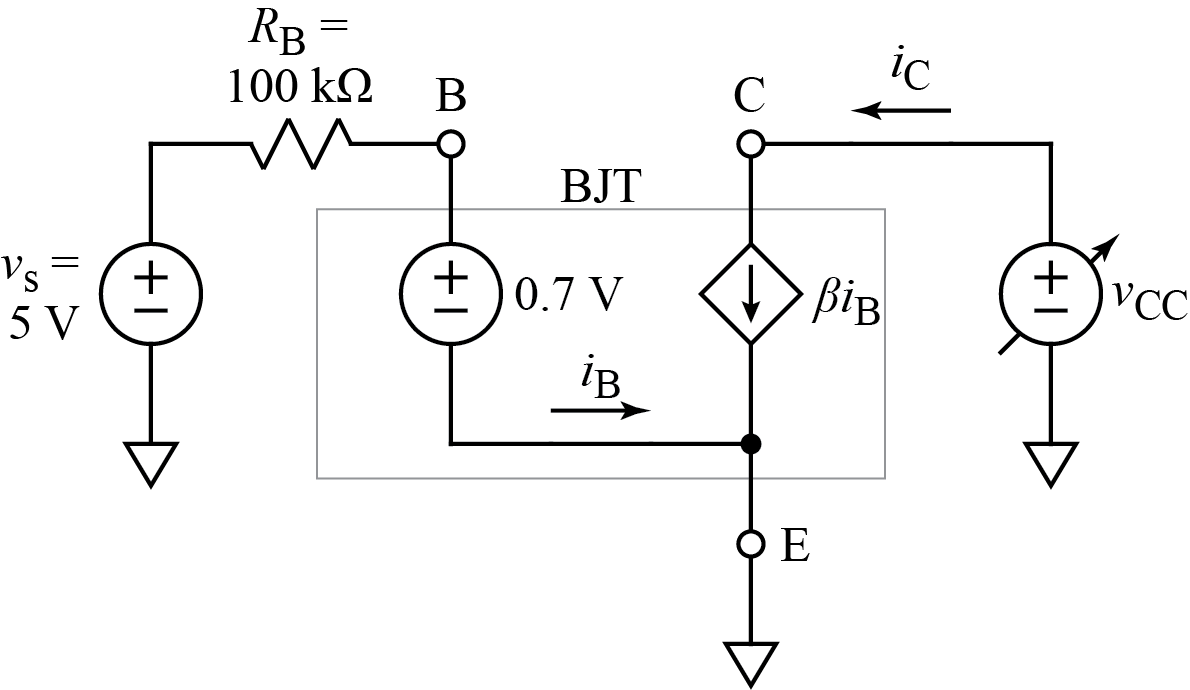 R_B =
100 kΩ
B
C
i_C
BJT
v_s =
5 V
+
−
+
−
0.7 V
βi_B
+
−
v_CC
i_B
E